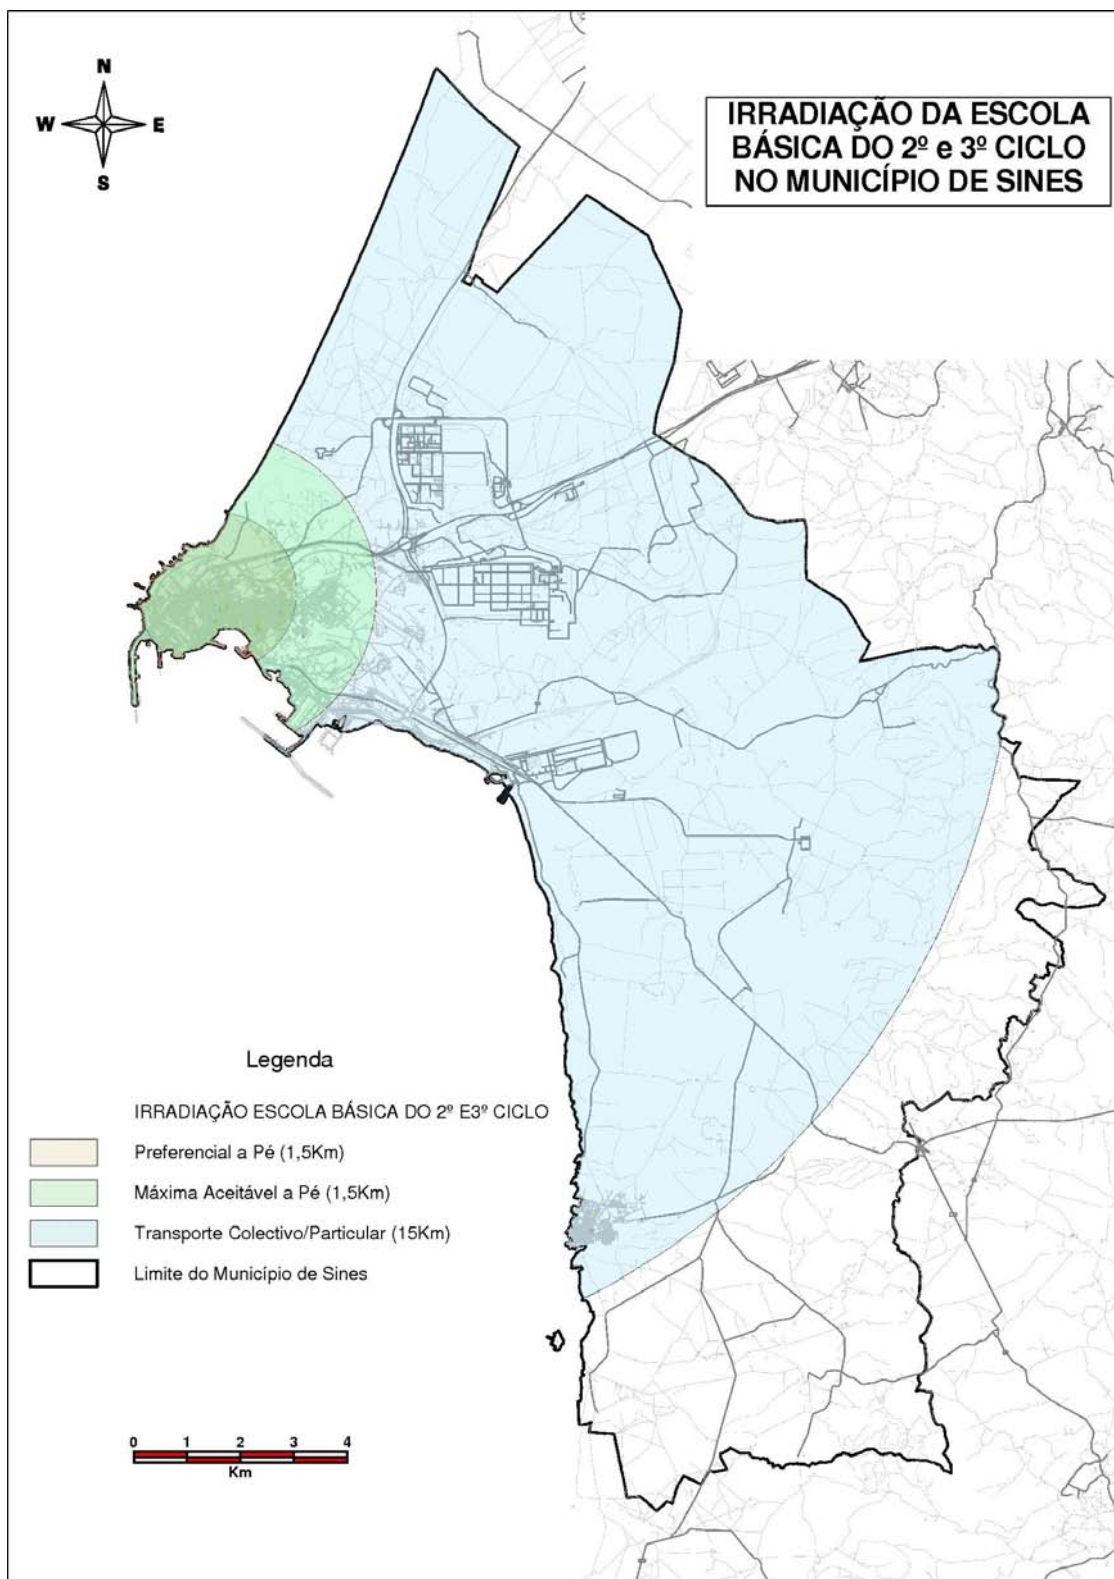 N
W E
S
IRRADIAÇÃO DA ESCOLA
BÁSICA DO 2º e 3º CICLO
NO MUNICÍPIO DE SINES
Legenda
IRRADIAÇÃO ESCOLA BÁSICA DO 2º E3º CICLO
Preferencial a Pé (1,5Km)
Máxima Aceitável a Pé (1,5Km)
Transporte Colectivo/Particular (15Km)
Limite do Município de Sines
0 1 2 3 4
Km